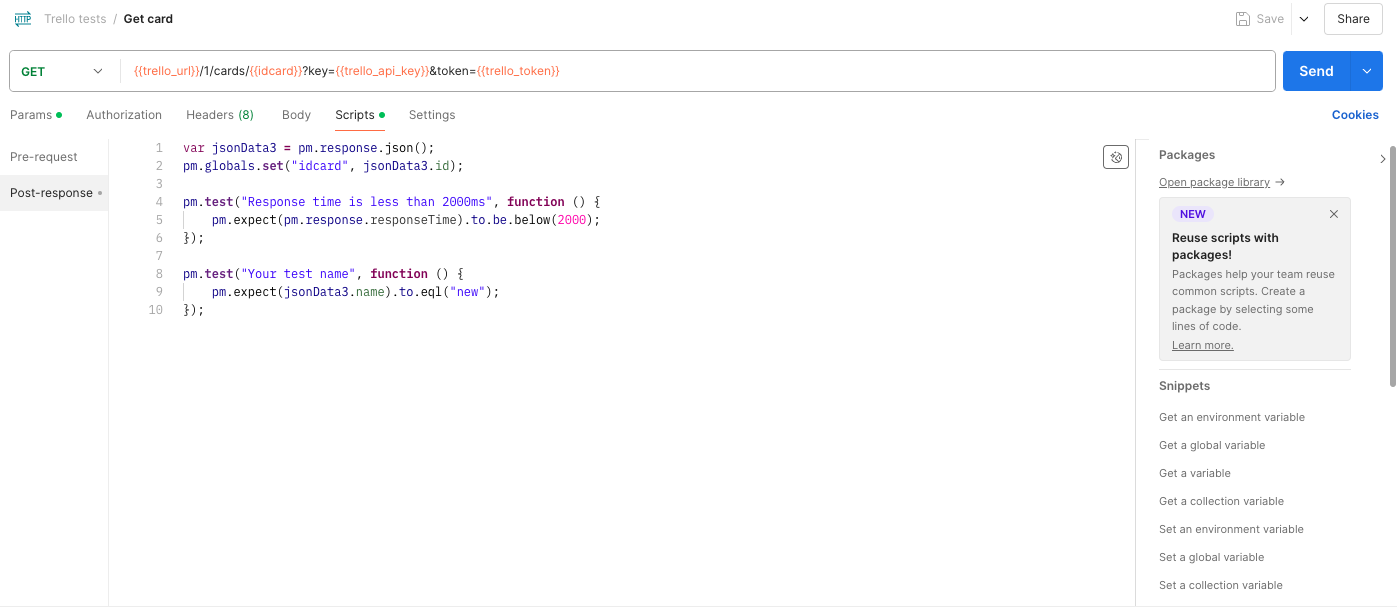 HTTP Trello tests / Get card Save Share
GET {{trello_url}}/1/cards/{{idcard}}?key={{trello_api_key}}&token={{trello_token}} Send
Params Authorization Headers (8) Body Scripts Settings Cookies
Pre-request
Post-response
1 var jsonData3 = pm.response.json();
2 pm.globals.set("idcard", jsonData3.id);
3
4 pm.test("Response time is less than 2000ms", function () {
5 pm.expect(pm.response.responseTime).to.be.below(2000);
6 });
7
8 pm.test("Your test name", function () {
9 pm.expect(jsonData3.name).to.eql("new");
10 });
Packages
Open package library →
NEW
Reuse scripts with
packages!
Packages help your team reuse
common scripts. Create a
package by selecting some
lines of code.
Learn more.
Snippets
Get an environment variable
Get a global variable
Get a variable
Get a collection variable
Set an environment variable
Set a global variable
Set a collection variable